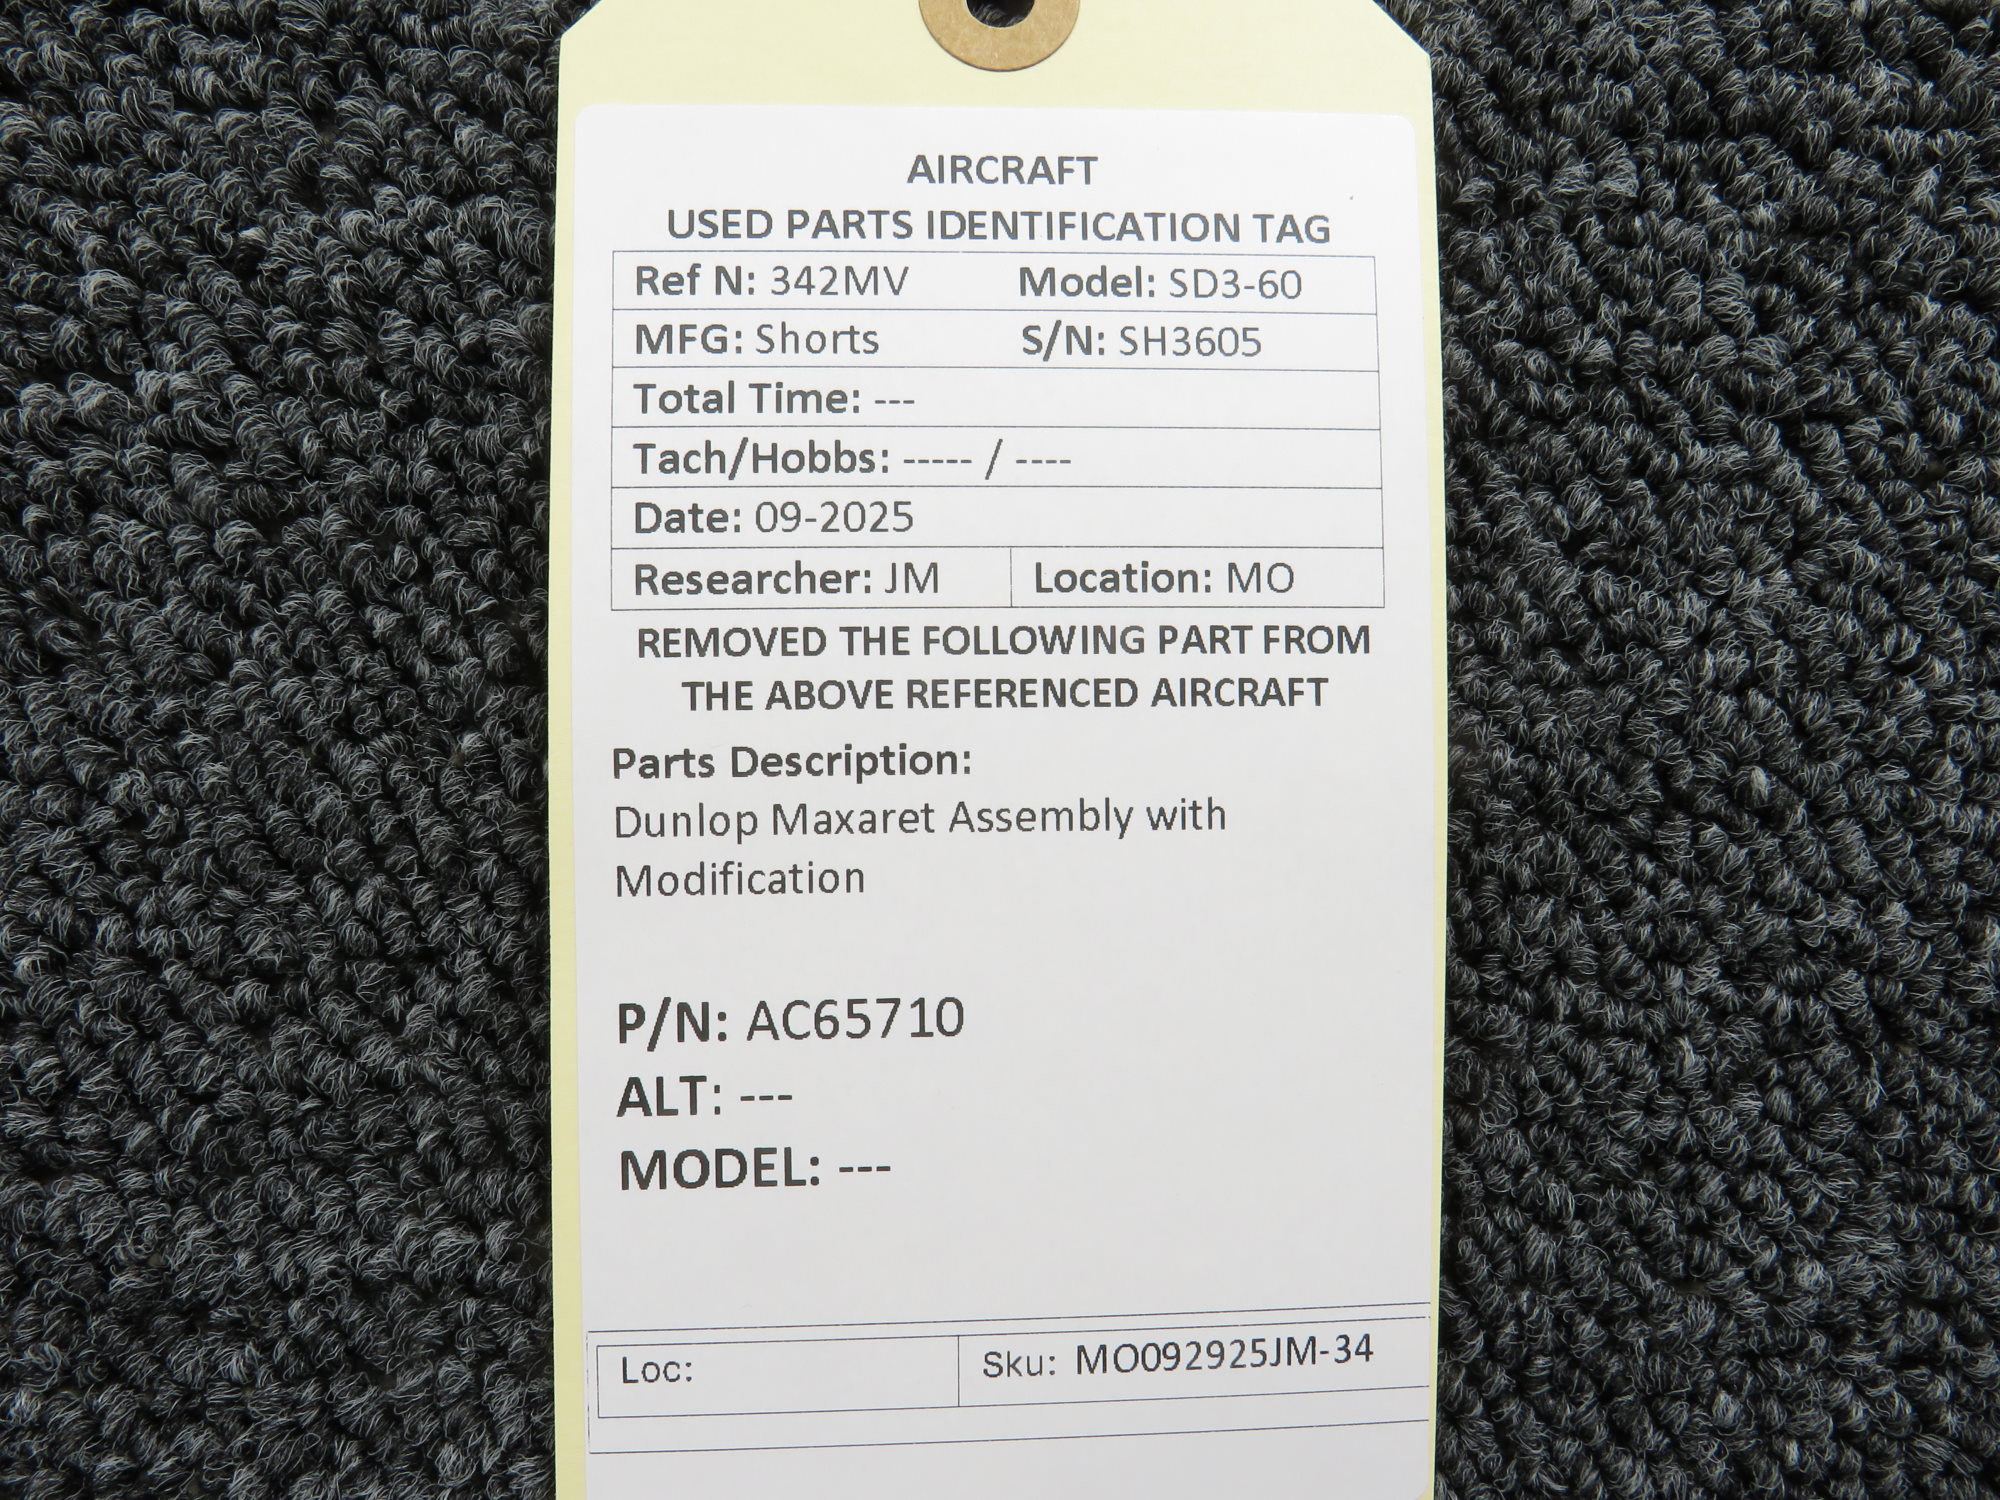 AIRCRAFT
USED PARTS IDENTIFICATION TAG
Ref N: 342MV Model: SD3-60
MFG: Shorts S/N: SH3605
Total Time: ---
Tach/Hobbs: ----- / ----
Date: 09-2025
Researcher: JM Location: MO
REMOVED THE FOLLOWING PART FROM
THE ABOVE REFERENCED AIRCRAFT
Parts Description:
Dunlop Maxaret Assembly with
Modification
P/N: AC65710
ALT: ---
MODEL: ---
Loc: Sku: MO092925JM-34